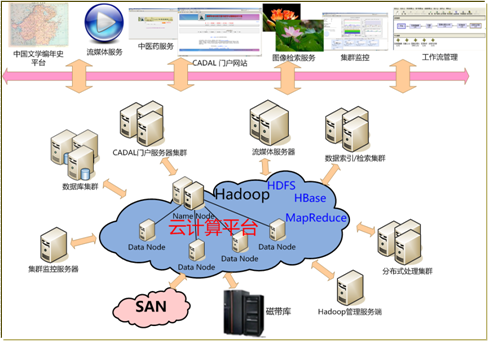 中国文学编年史
平台
流媒体服务
中医药服务
CADAL 门户网站
图像检索服务
集群监控
工作流管理
CADAL门户服务器集群
流媒体服务器
数据索引/检索集群
数据库集群
Hadoop
HDFS
HBase
MapReduce
Name Node
云计算平台
Data Node
Data Node
Data Node
Data Node
集群监控服务器
分布式处理集群
SAN
磁带库
Hadoop管理服务端